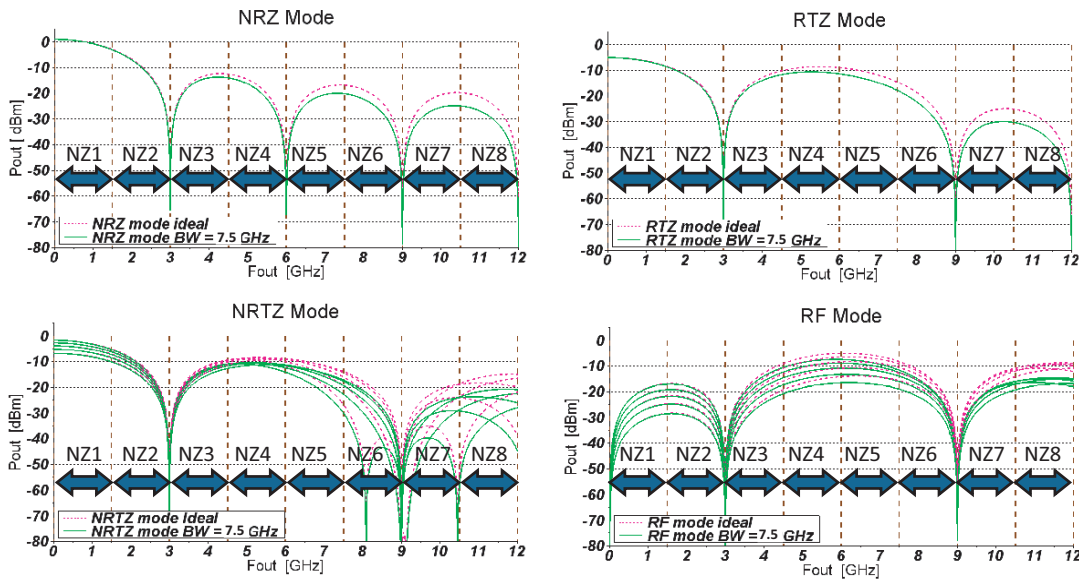 NRZ Mode
0
-10
-20
-30
-40
-50
-60
-70
-80
Pout [dBm]
NZ1 NZ2 NZ3 NZ4 NZ5 NZ6 NZ7 NZ8
NRZ mode ideal
NRZ mode BW = 7.5 GHz
0 1 2 3 4 5 6 7 8 9 10 11 12
Fout [GHz]
RTZ Mode
0
-10
-20
-30
-40
-50
-60
-70
-80
Pout [dBm]
NZ1 NZ2 NZ3 NZ4 NZ5 NZ6 NZ7 NZ8
RTZ mode ideal
RTZ mode BW = 7.5 GHz
0 1 2 3 4 5 6 7 8 9 10 11 12
Fout [GHz]
NRTZ Mode
0
-10
-20
-30
-40
-50
-60
-70
-80
Pout [dBm]
NZ1 NZ2 NZ3 NZ4 NZ5 NZ6 NZ7 NZ8
NRTZ mode Ideal
NRTZ mode BW = 7.5 GHz
0 1 2 3 4 5 6 7 8 9 10 11 12
Fout [GHz]
RF Mode
0
-10
-20
-30
-40
-50
-60
-70
-80
Pout [dBm]
NZ1 NZ2 NZ3 NZ4 NZ5 NZ6 NZ7 NZ8
RF mode ideal
RF mode BW = 7.5 GHz
0 1 2 3 4 5 6 7 8 9 10 11 12
Fout [GHz]